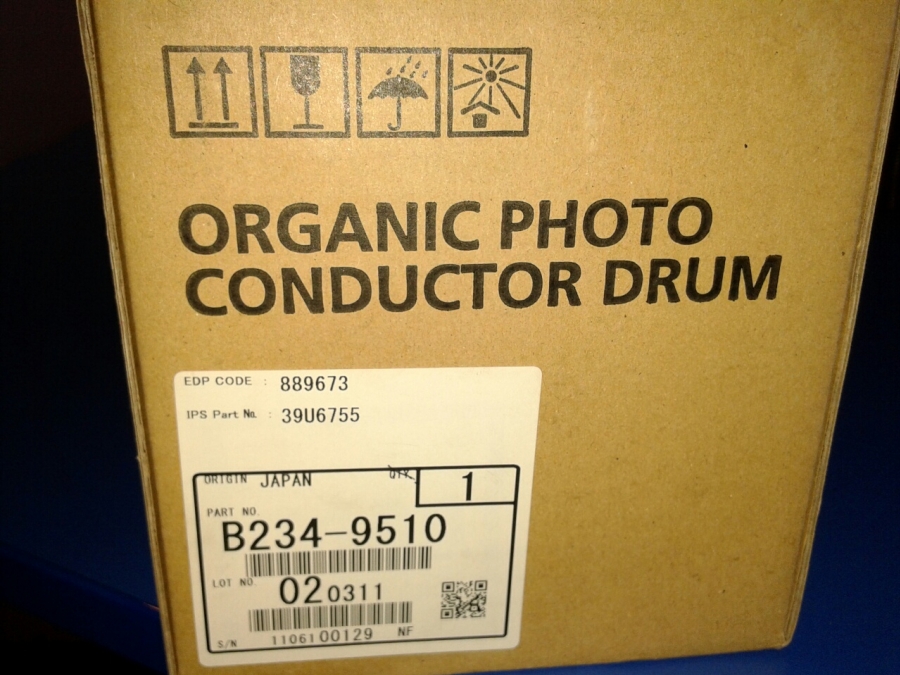 ORGANIC PHOTO
CONDUCTOR DRUM
EDP CODE : 889673
IPS Part No. : 39U6755
ORIGIN JAPAN
QTY. 1
PART NO.
B234-9510
LOT NO.
02 0311
S/N 1106100129 NF